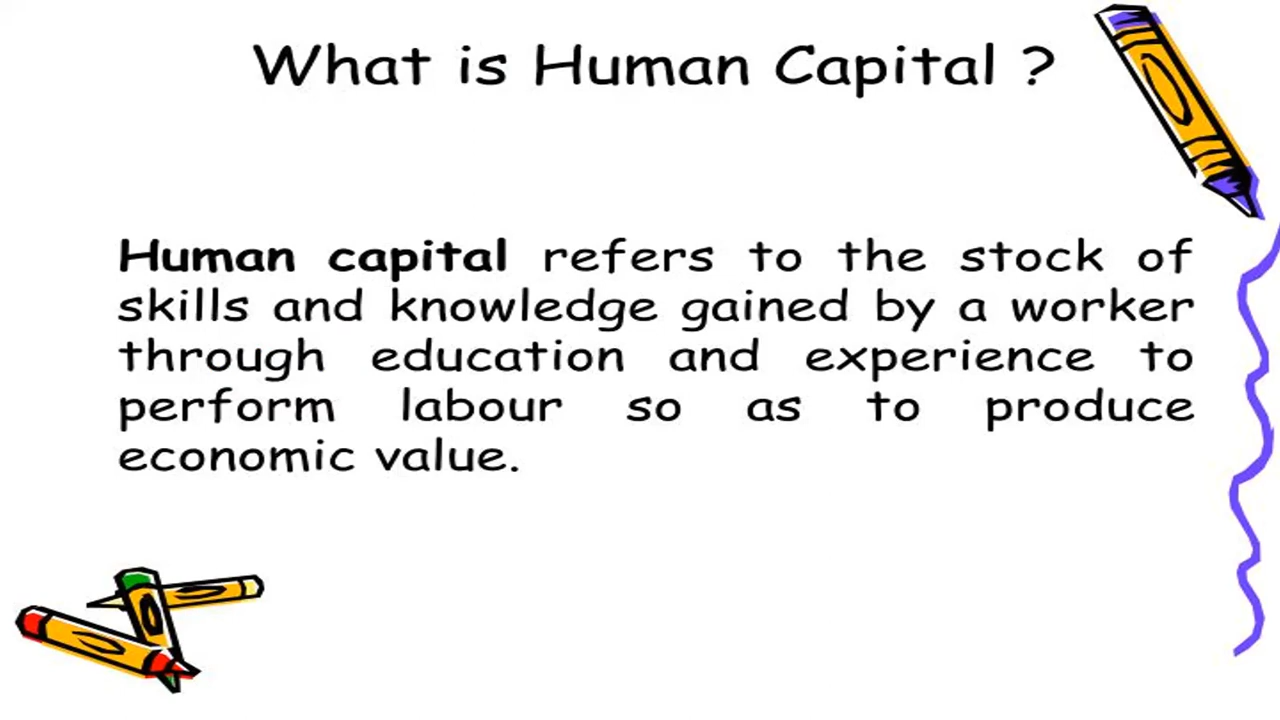 What is Human Capital ?
Human capital refers to the stock of
skills and knowledge gained by a worker
through education and experience to
perform labour so as to produce
economic value.